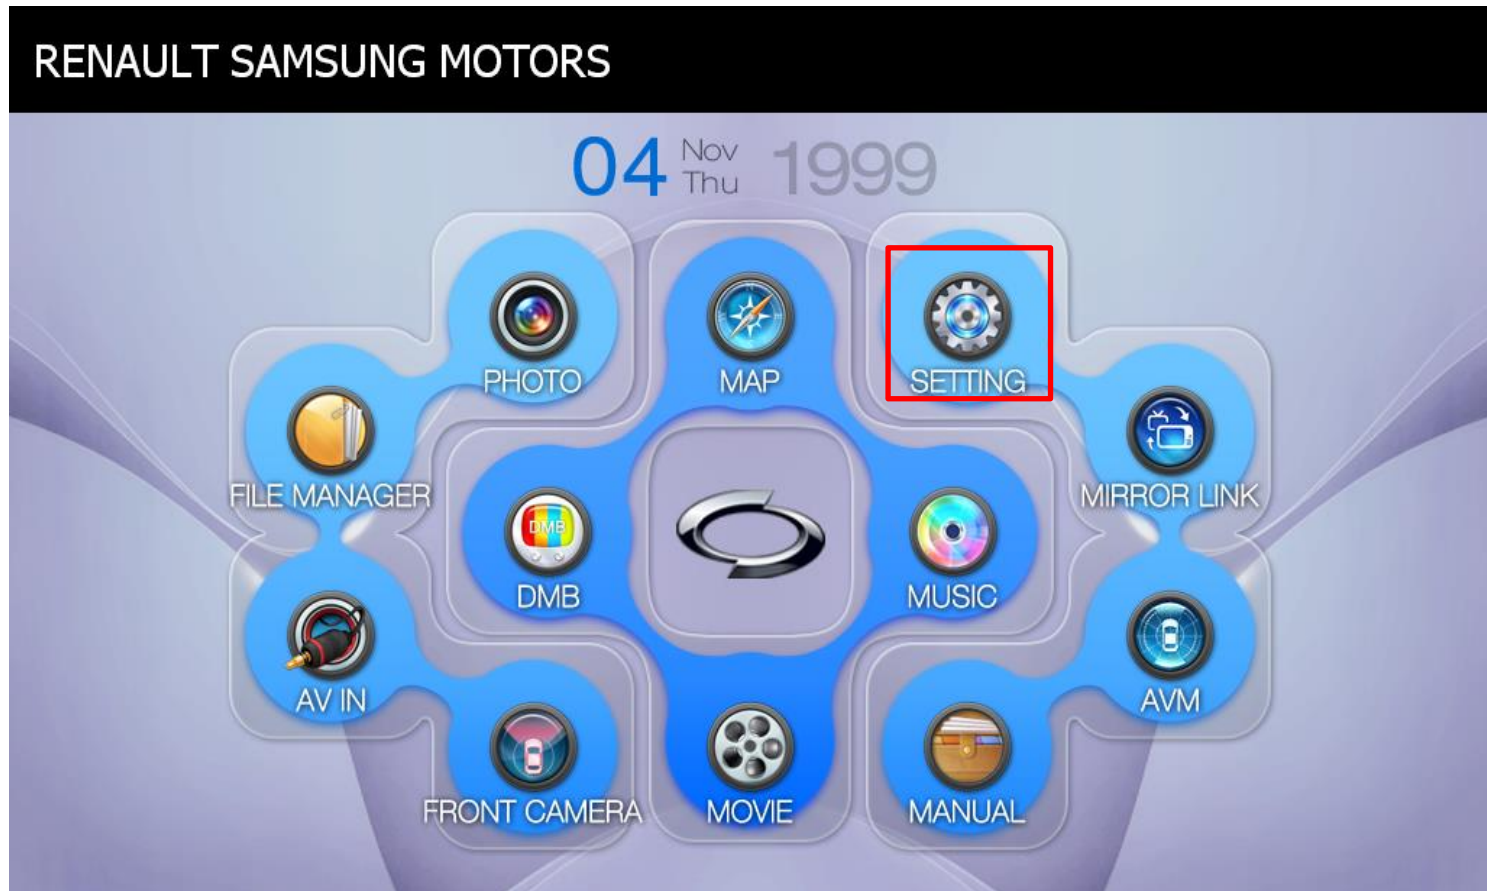 RENAULT SAMSUNG MOTORS
04 Nov Thu 1999
PHOTO
MAP
SETTING
FILE MANAGER
MIRROR LINK
DMB
DMB
MUSIC
AV IN
AVM
FRONT CAMERA
MOVIE
MANUAL